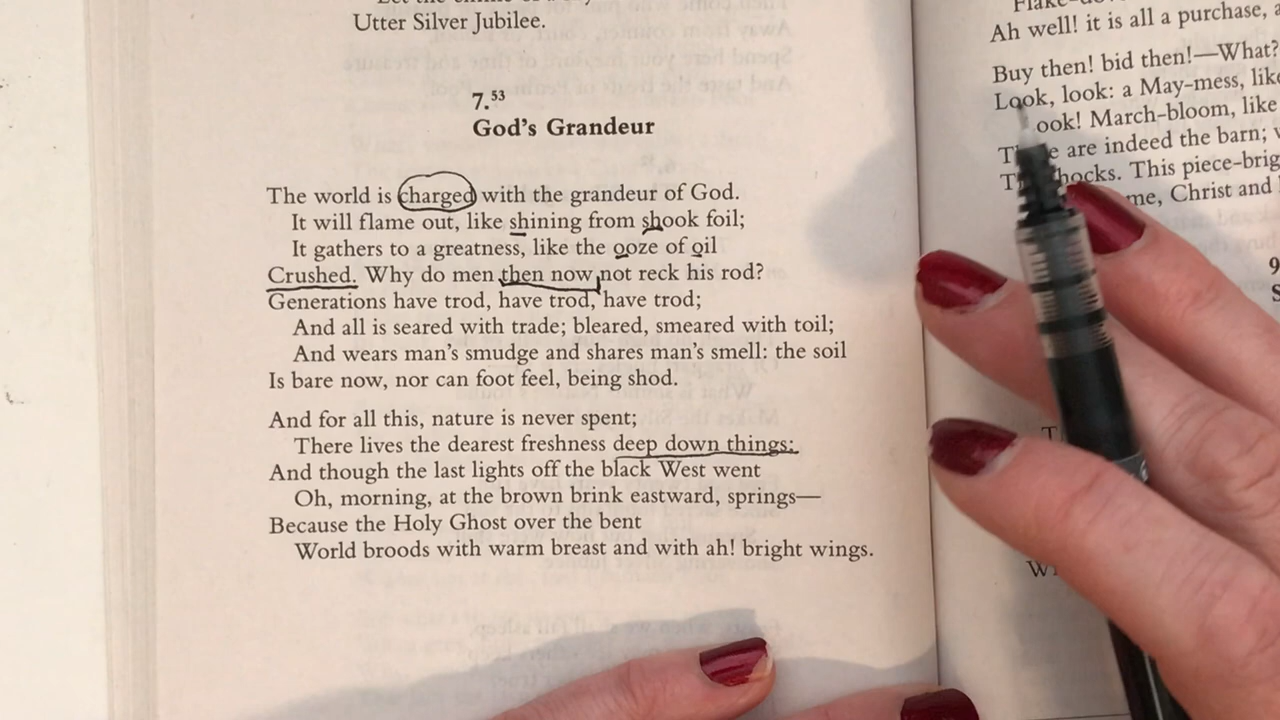 Utter Silver Jubilee.
7.53
God's Grandeur
The world is charged with the grandeur of God.
It will flame out, like shining from shook foil;
It gathers to a greatness, like the ooze of oil
Crushed. Why do men then now not reck his rod?
Generations have trod, have trod, have trod;
And all is seared with trade; bleared, smeared with toil;
And wears man's smudge and shares man's smell: the soil
Is bare now, nor can foot feel, being shod.
And for all this, nature is never spent;
There lives the dearest freshness deep down things;
And though the last lights off the black West went
Oh, morning, at the brown brink eastward, springs—
Because the Holy Ghost over the bent
World broods with warm breast and with ah! bright wings.
Ah well! it is all a purchase,
Buy then! bid then!—What?
Look, look: a May-mess, like
ook! March-bloom, like
are indeed the barn;
hocks. This piece-brig
me, Christ and
9